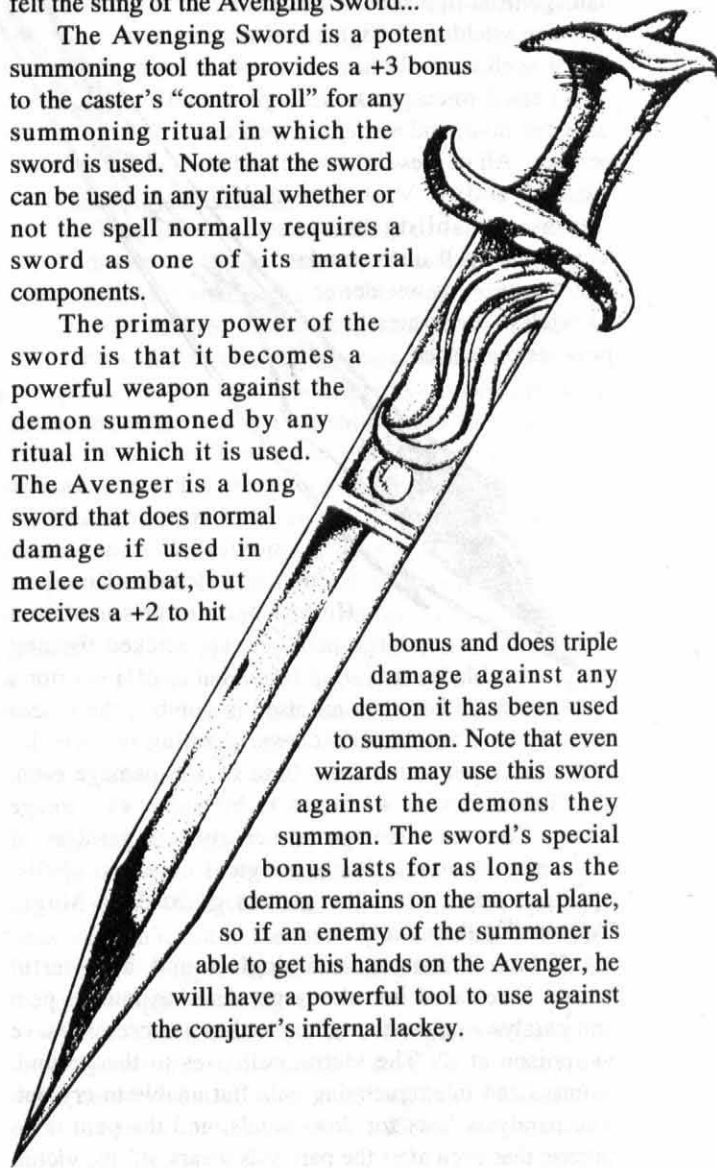 felt the sting of the Avenging Sword...
The Avenging Sword is a potent
summoning tool that provides a +3 bonus
to the caster's “control roll” for any
summoning ritual in which the
sword is used. Note that the sword
can be used in any ritual whether or
not the spell normally requires a
sword as one of its material
components.
The primary power of the
sword is that it becomes a
powerful weapon against the
demon summoned by any
ritual in which it is used.
The Avenger is a long
sword that does normal
damage if used in
melee combat, but
receives a +2 to hit
bonus and does triple
damage against any
demon it has been used
to summon. Note that even
wizards may use this sword
against the demons they
summon. The sword's special
bonus lasts for as long as the
demon remains on the mortal plane,
so if an enemy of the summoner is
able to get his hands on the Avenger, he
will have a powerful tool to use against
the conjurer's infernal lackey.